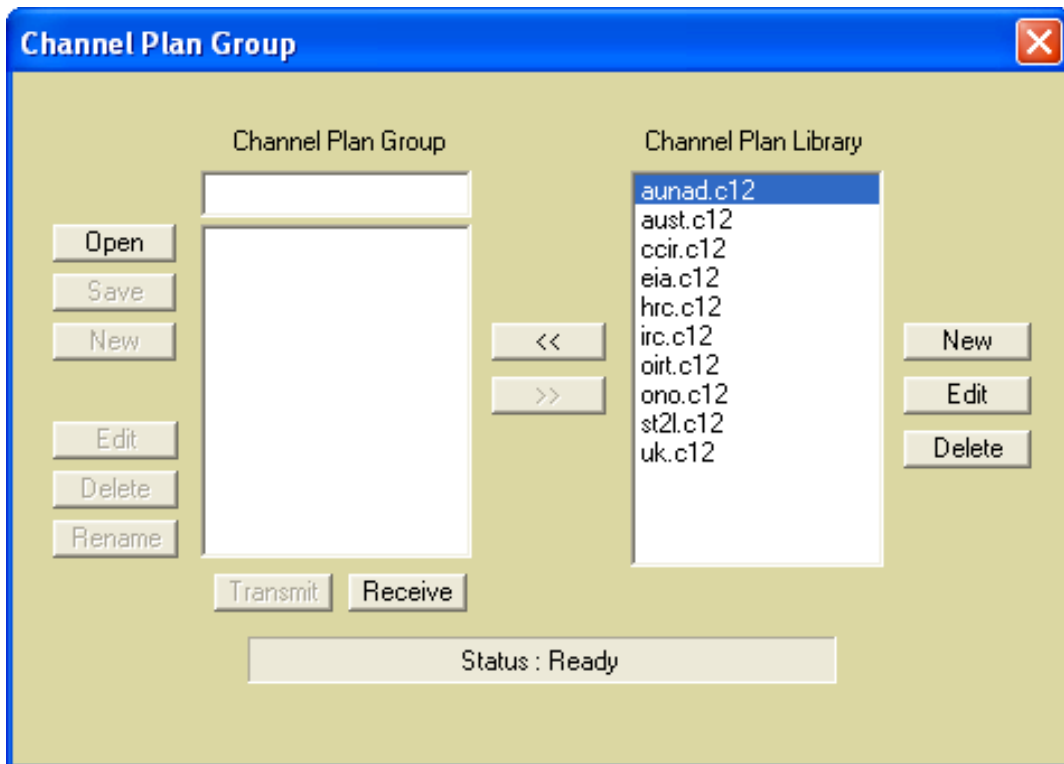 Channel Plan Group
Channel Plan Group
Channel Plan Library
Open
Save
New
Edit
Delete
Rename
<<
>>
aunad.c12
aust.c12
ccir.c12
eia.c12
hrc.c12
irc.c12
oirt.c12
ono.c12
st2l.c12
uk.c12
New
Edit
Delete
Transmit
Receive
Status : Ready